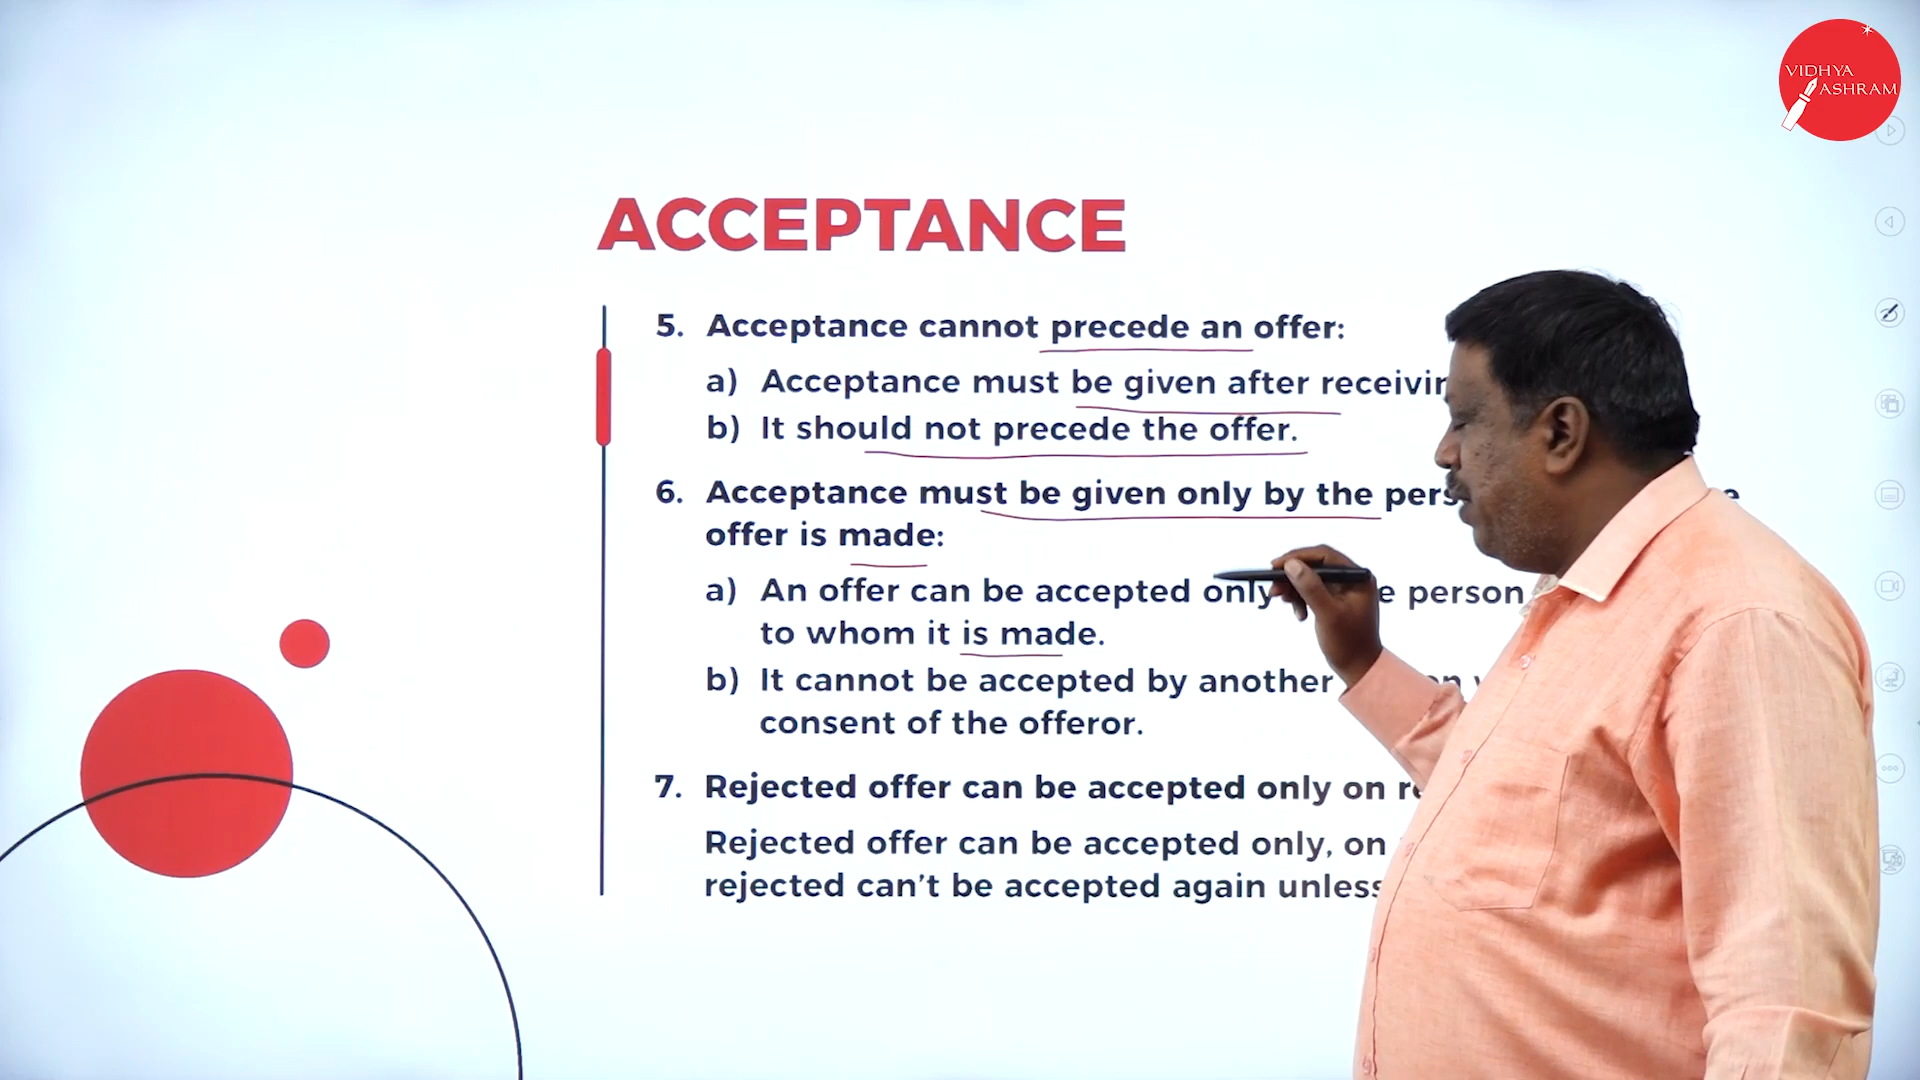 VIDHYA
ASHRAM
ACCEPTANCE
5. Acceptance cannot precede an offer:
a) Acceptance must be given after
b) It should not precede the offer.
6. Acceptance must be given only by the
offer is made:
a) An offer can be accepted only person
to whom it is made.
b) It cannot be accepted by another
consent of the offeror.
7. Rejected offer can be accepted only on
Rejected offer can be accepted only, on
rejected can't be accepted again unless